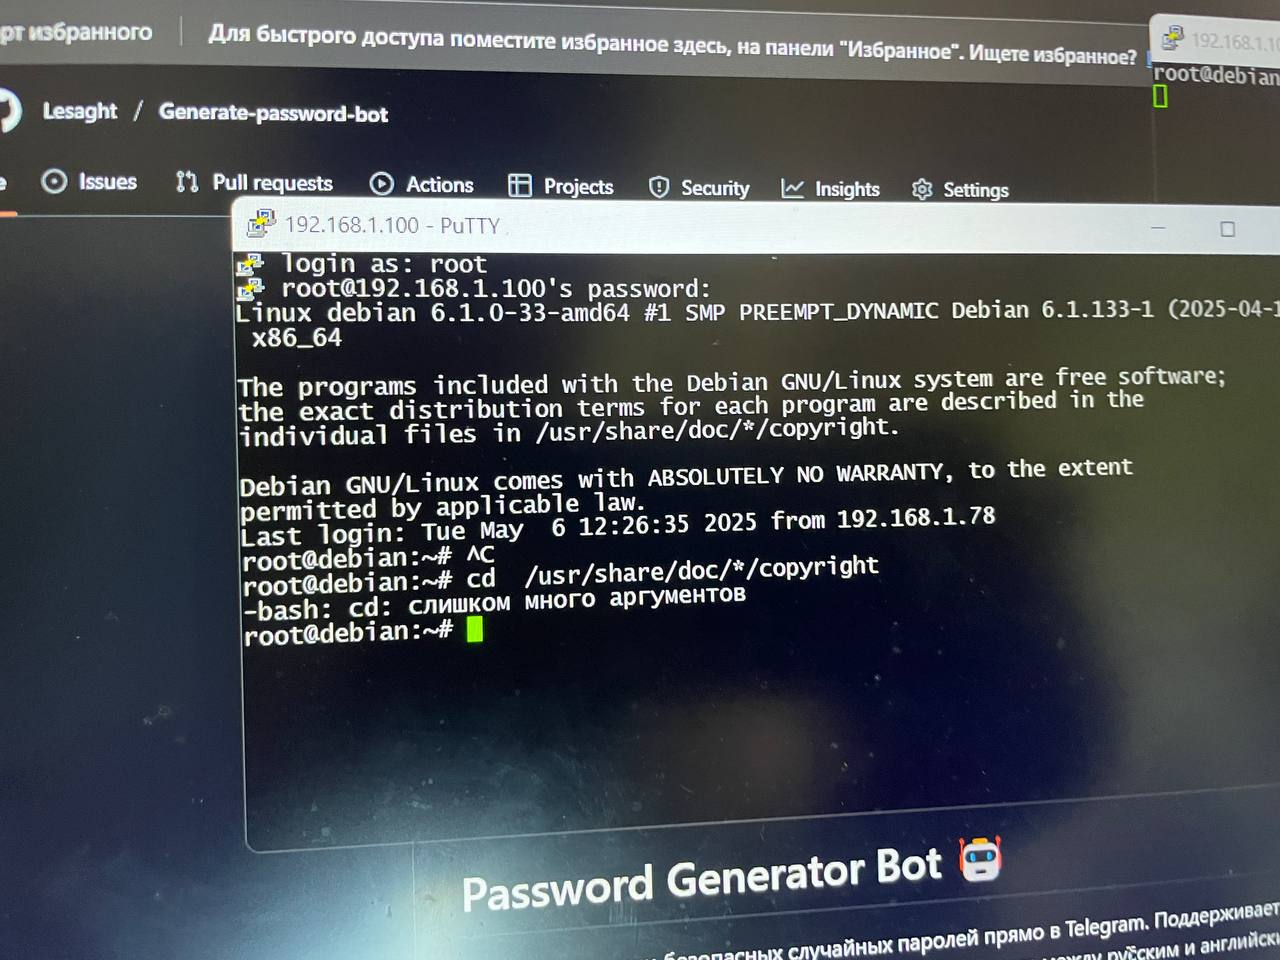 рт избранного
Для быстрого доступа поместите избранное здесь, на панели "Избранное". Ищете избранное?
192.168.1.10
root@debian
Lesaght / Generate-password-bot
Issues Pull requests Actions Projects Security Insights Settings
192.168.1.100 - PuTTY
login as: root
root@192.168.1.100's password:
Linux debian 6.1.0-33-amd64 #1 SMP PREEMPT_DYNAMIC Debian 6.1.133-1 (2025-04-1
x86_64
The programs included with the Debian GNU/Linux system are free software;
the exact distribution terms for each program are described in the
individual files in /usr/share/doc/*/copyright.
Debian GNU/Linux comes with ABSOLUTELY NO WARRANTY, to the extent
permitted by applicable law.
Last login: Tue May  6 12:26:35 2025 from 192.168.1.78
root@debian:~# ^C
root@debian:~# cd  /usr/share/doc/*/copyright
-bash: cd: слишком много аргументов
root@debian:~#
Password Generator Bot
безопасных случайных паролей прямо в Telegram. Поддерживает
между русским и английски